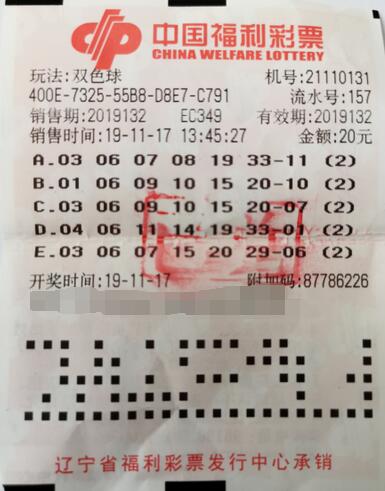 中国福利彩票
CHINA WELFARE LOTTERY
玩法:双色球 机号:21110131
400E-7325-55B8-D8E7-C791 流水号:157
销售期:2019132 EC349 有效期:2019132
销售时间:19-11-17 13:45:27 金额:20元
A.03 06 07 08 19 33-11 (2)
B.01 06 09 10 15 20-10 (2)
C.03 06 09 10 15 20-07 (2)
D.04 06 11 14 19 33-01 (2)
E.03 06 07 15 20 29-06 (2)
开奖时间:19-11-17 附加码:87786226
辽宁省福利彩票发行中心承销